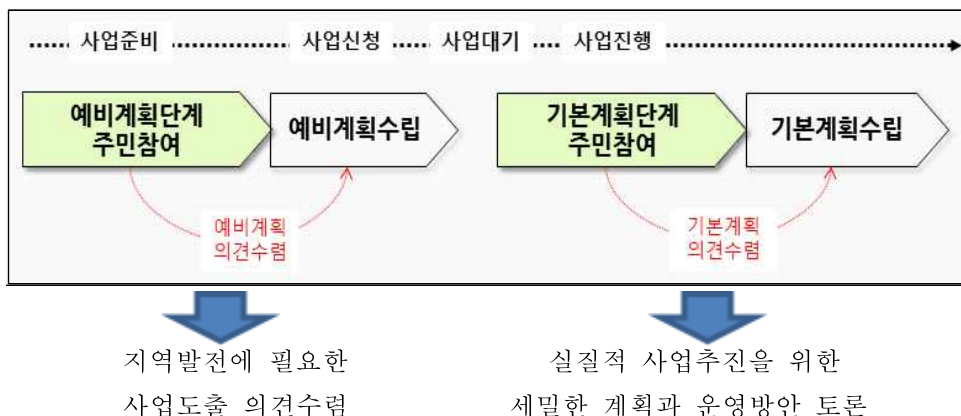 사업준비 사업신청 사업대기 사업진행
예비계획단계
주민참여
예비계획수립
기본계획단계
주민참여
기본계획수립
예비계획
의견수렴
기본계획
의견수렴
지역발전에 필요한
사업도출 의견수렴
실질적 사업추진을 위한
세밀한 계획과 운영방안 토론